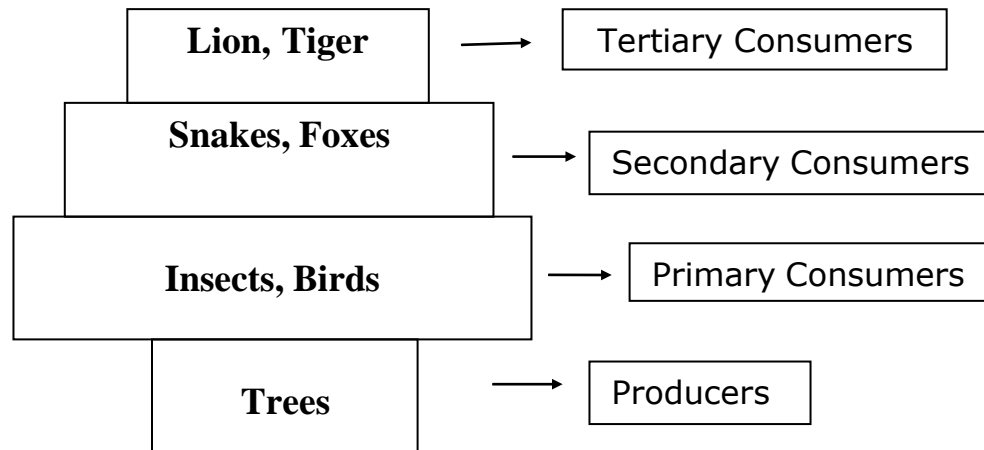 Lion, Tiger
Tertiary Consumers
Snakes, Foxes
Secondary Consumers
Insects, Birds
Primary Consumers
Trees
Producers